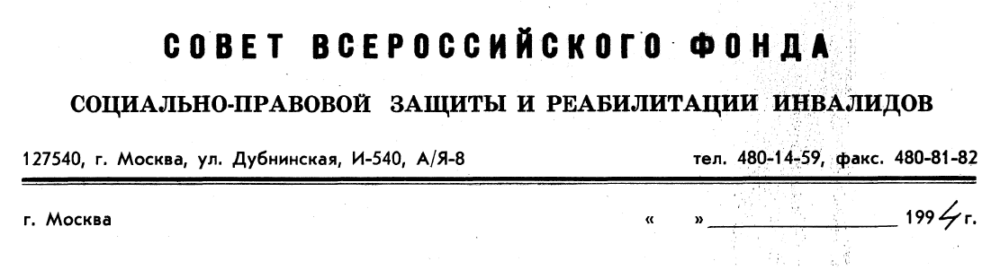 СОВЕТ ВСЕРОССИЙСКОГО ФОНДА
СОЦИАЛЬНО-ПРАВОВОЙ ЗАЩИТЫ И РЕАБИЛИТАЦИИ ИНВАЛИДОВ
127540, г. Москва, ул. Дубнинская, И-540, А/Я-8 тел. 480-14-59, факс. 480-81-82
г. Москва « »____________ 1994 г.